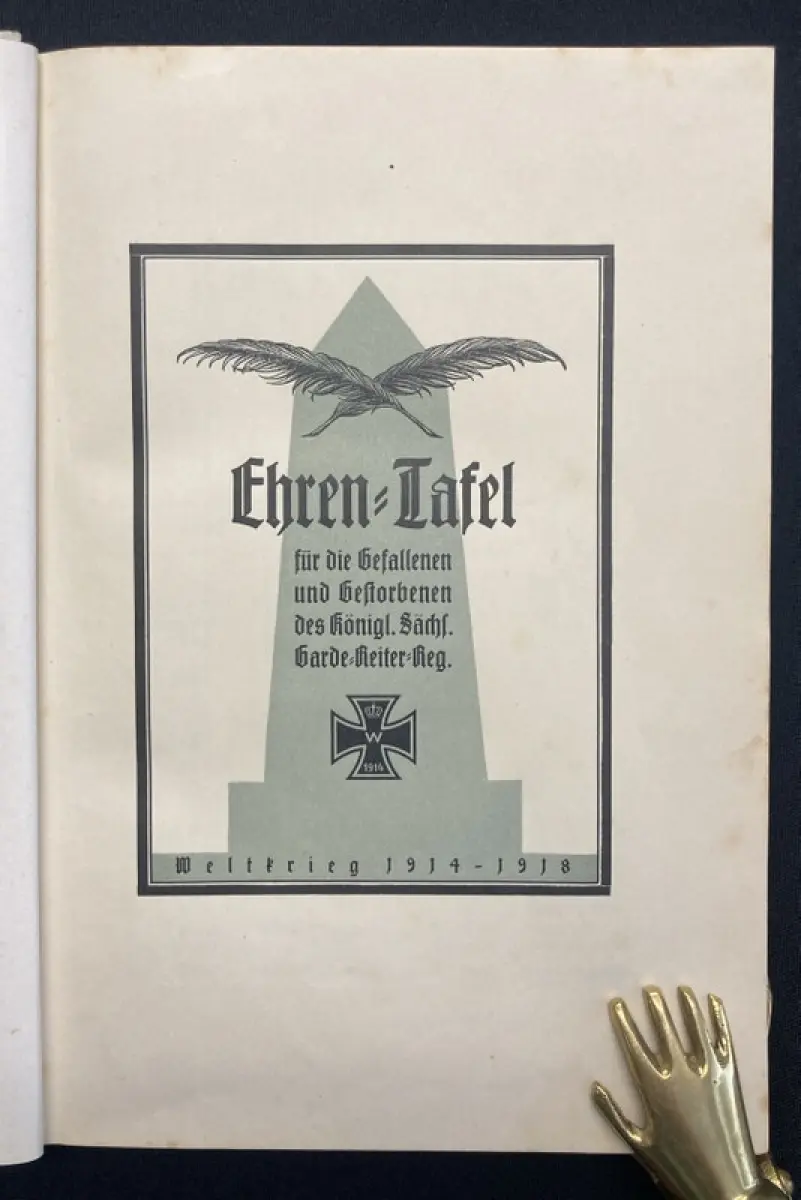 Ehren-Tafel
für die Gefallenen
und Gestorbenen
des Königl. Sächs.
Garde-Reiter-Reg.
W
1914
Weltkrieg 1914-1918